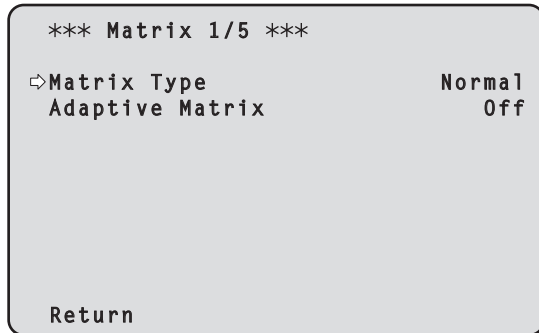 *** Matrix 1/5 ***
⇨Matrix Type Normal
Adaptive Matrix Off
Return